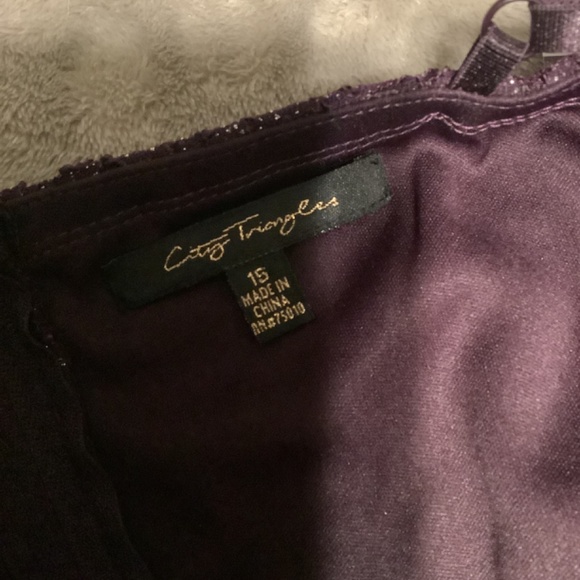 City Triangles
15
MADE IN
CHINA
RN#75010